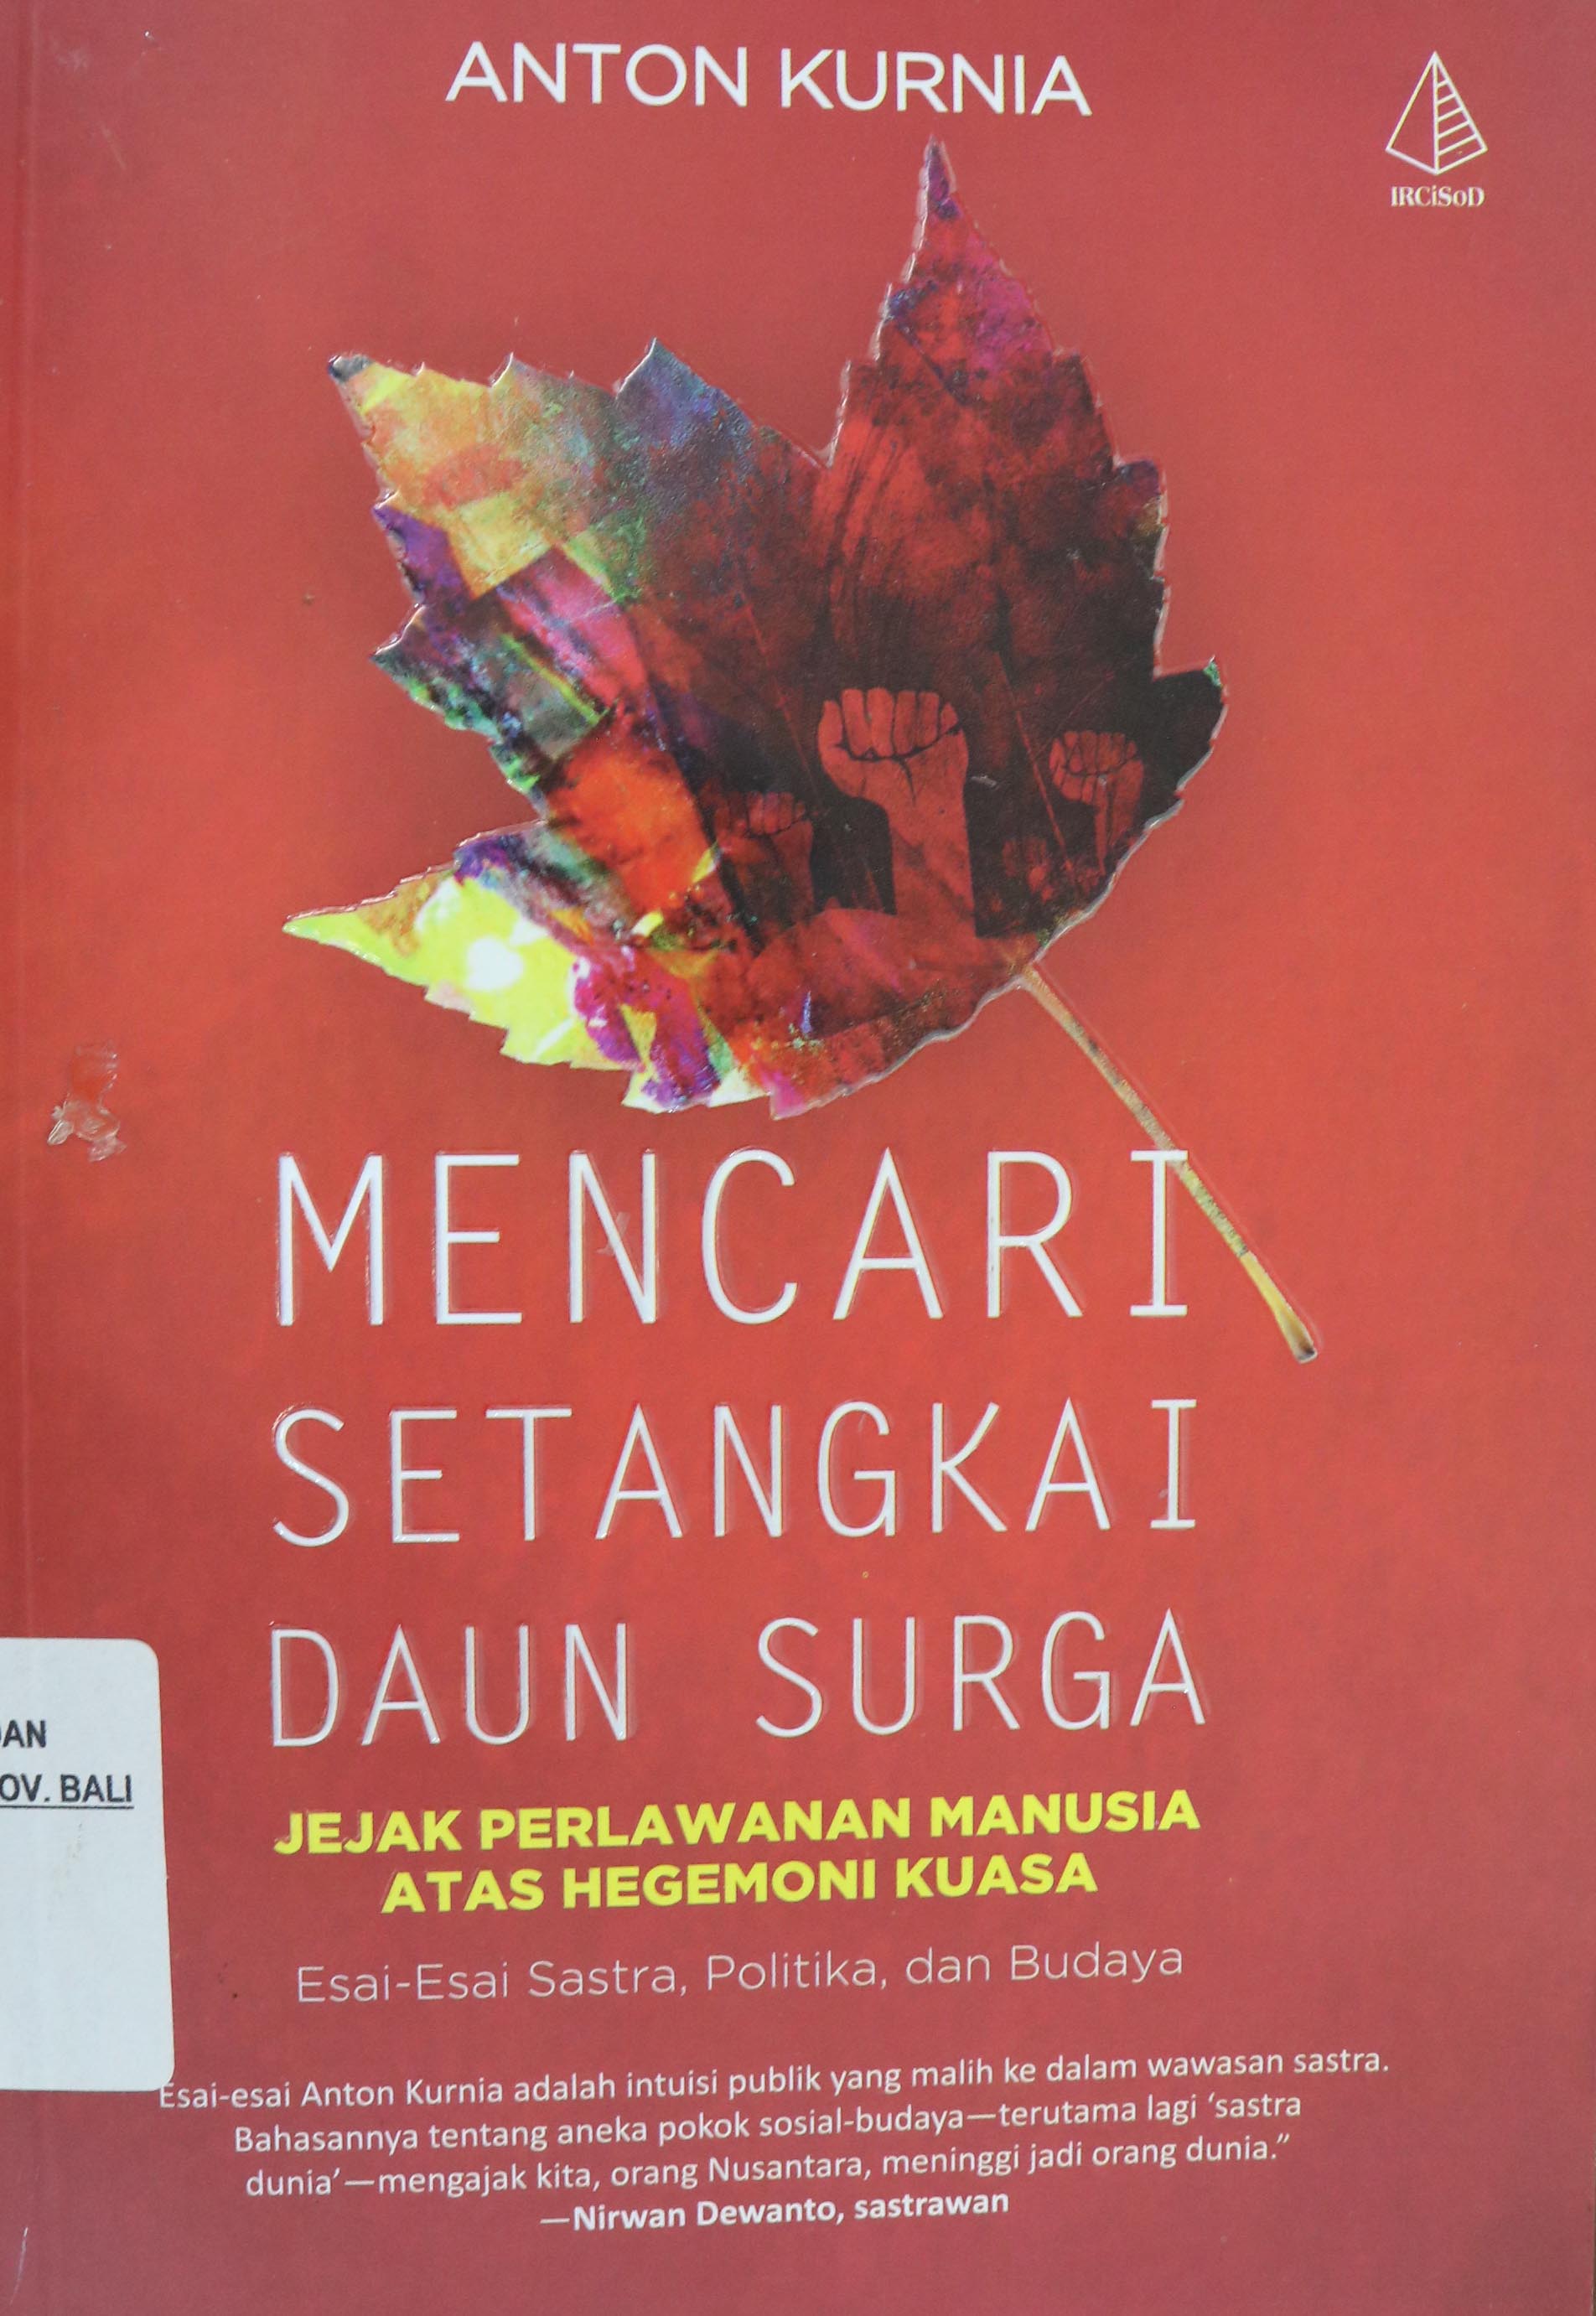 ANTON KURNIA
IRCiSoD
MENCARI
SETANGKAI
DAUN SURGA
JEJAK PERLAWANAN MANUSIA
ATAS HEGEMONI KUASA
Esai-Esai Sastra, Politika, dan Budaya
DAN
OV. BALI
Esai-esai Anton Kurnia adalah intuisi publik yang malih ke dalam wawasan sastra.
Bahasannya tentang aneka pokok sosial-budaya—terutama lagi ‘sastra
dunia’—mengajak kita, orang Nusantara, meninggi jadi orang dunia.”
—Nirwan Dewanto, sastrawan